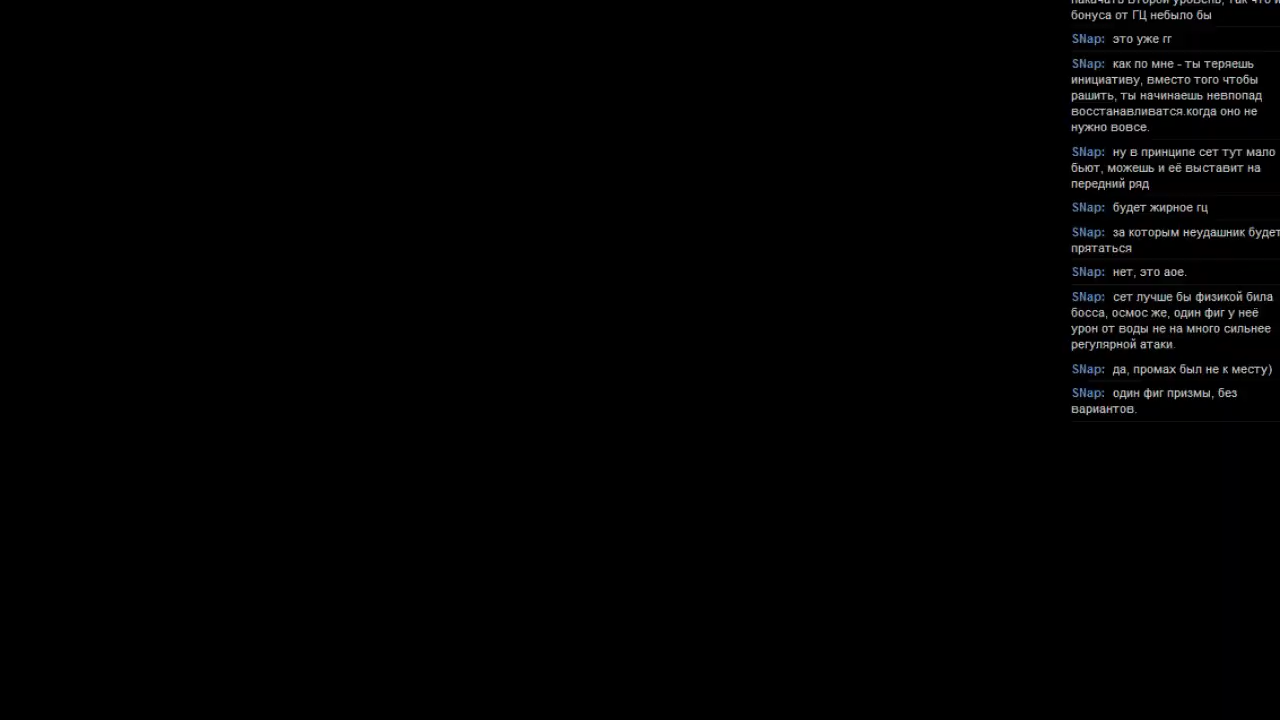 бонуса от ГЦ небыло бы
SNap: это уже гг
SNap: как по мне - ты теряешь
инициативу, вместо того чтобы
рашить, ты начинаешь невпопад
восстанавливатся.когда оно не
нужно вовсе.
SNap: ну в принципе сет тут мало
бьют, можешь и её выставит на
передний ряд
SNap: будет жирное гц
SNap: за которым неудашник будет
прятаться
SNap: нет, это аое.
SNap: сет лучше бы физикой била
босса, осмос же, один фиг у неё
урон от воды не на много сильнее
регулярной атаки.
SNap: да, промах был не к месту)
SNap: один фиг призмы, без
вариантов.